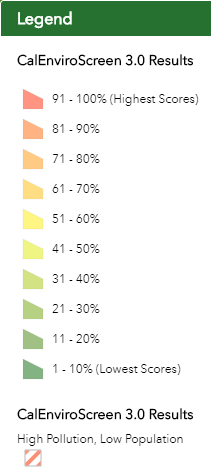 Legend
CalEnviroScreen 3.0 Results
91 - 100% (Highest Scores)
81 - 90%
71 - 80%
61 - 70%
51 - 60%
41 - 50%
31 - 40%
21 - 30%
11 - 20%
1 - 10% (Lowest Scores)
CalEnviroScreen 3.0 Results
High Pollution, Low Population